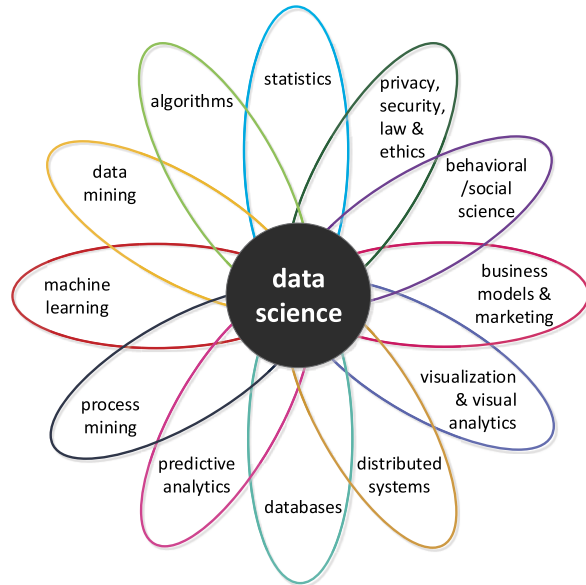 statistics
privacy,
security,
law &
ethics
behavioral
/social
science
business
models &
marketing
visualization
& visual
analytics
distributed
systems
databases
predictive
analytics
process
mining
machine
learning
data
mining
algorithms
data
science